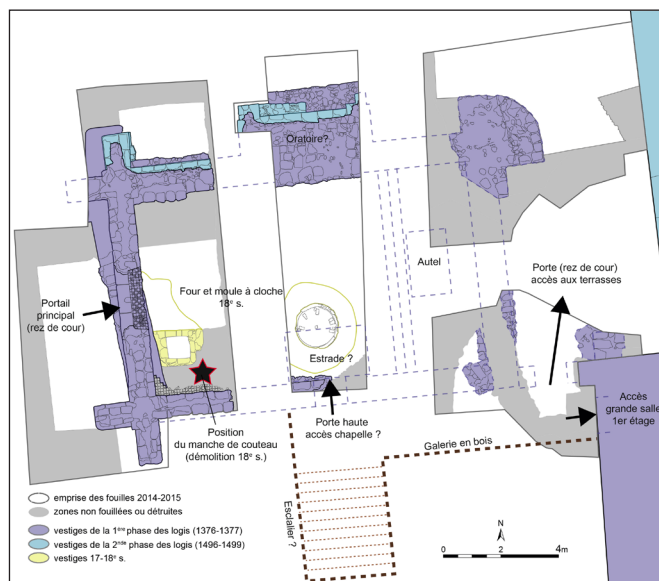 Oratoire?
Autel
Four et moule à cloche
18e s.
Porte (rez de cour)
accès aux terrasses
Portail
principal
(rez de cour)
Estrade ?
Position
du manche de couteau
(démolition 18e s.)
Porte haute
accès chapelle ?
Accès
grande salle
1er étage
Galerie en bois
Esclalier ?
emprise des fouilles 2014-2015
zones non fouillées ou détruites
vestiges de la 1ère phase des logis (1376-1377)
vestiges de la 2nde phase des logis (1496-1499)
vestiges 17-18e s.
N
0 2 4m